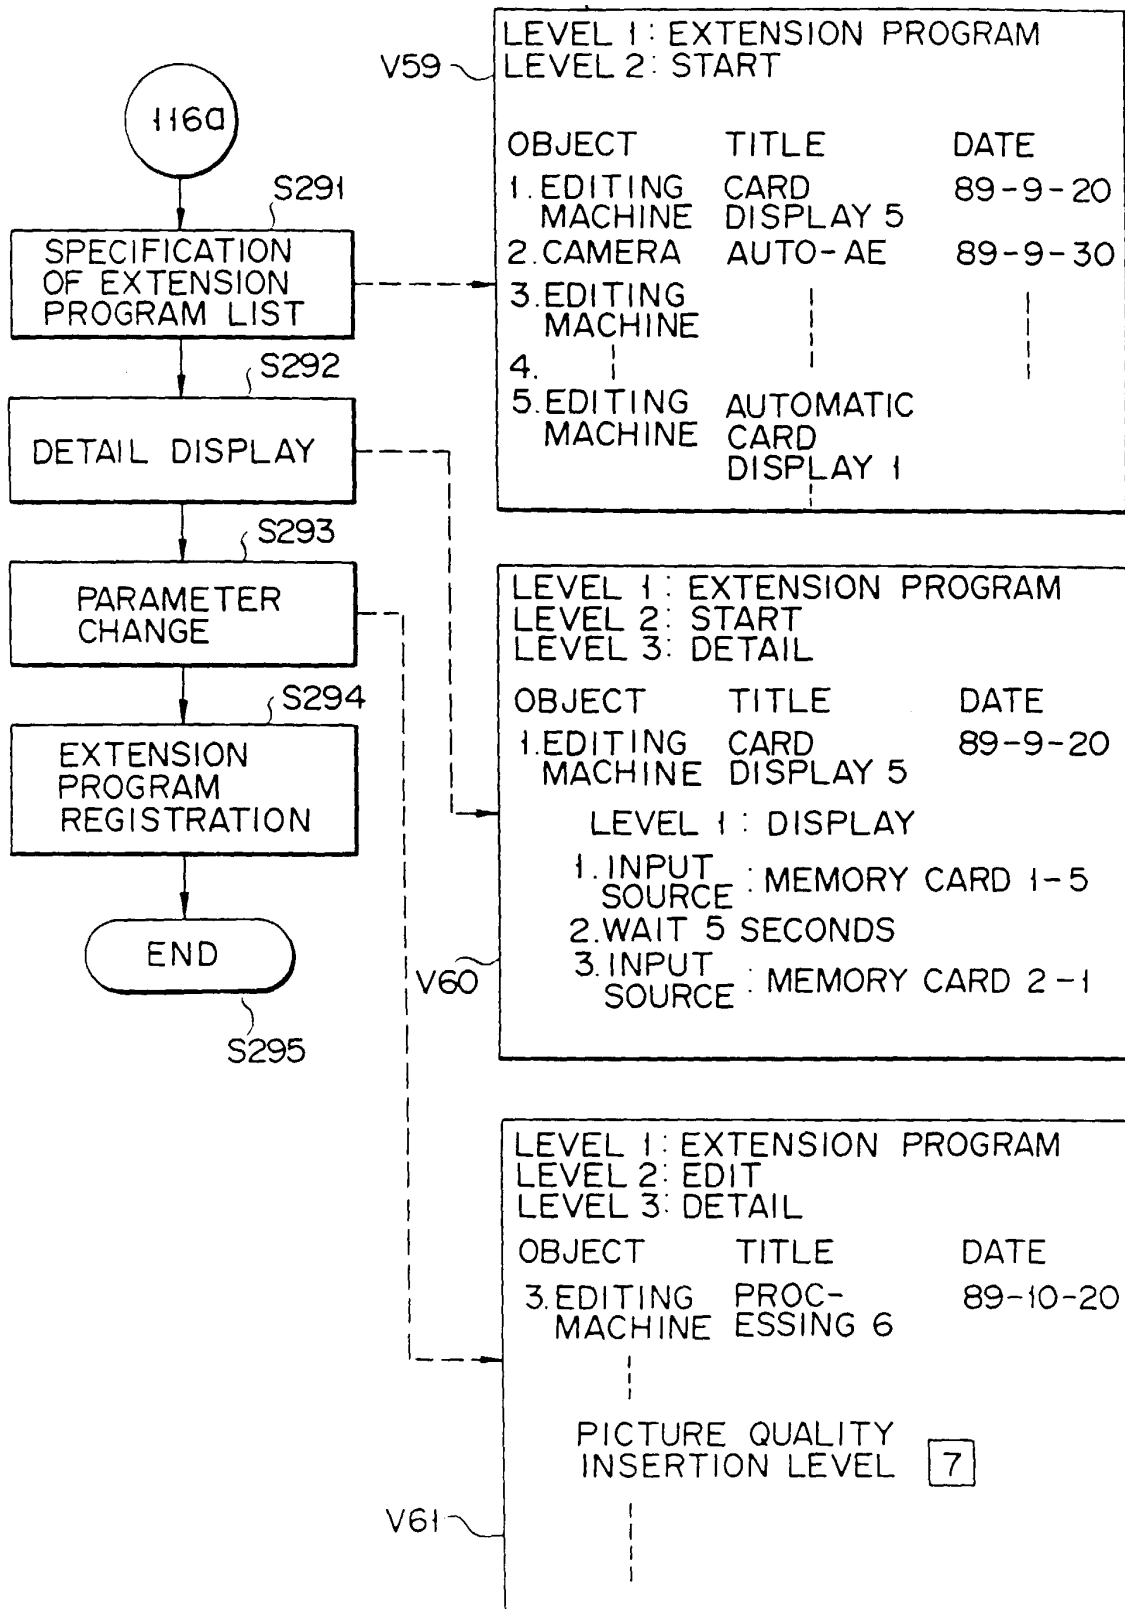 116a
S291
SPECIFICATION
OF EXTENSION
PROGRAM LIST
S292
DETAIL DISPLAY
S293
PARAMETER
CHANGE
S294
EXTENSION
PROGRAM
REGISTRATION
END
S295
V59
LEVEL 1: EXTENSION PROGRAM
LEVEL 2: START
OBJECT TITLE DATE
1. EDITING CARD 89-9-20
MACHINE DISPLAY 5
2. CAMERA AUTO-AE 89-9-30
3. EDITING
MACHINE
4.
5. EDITING AUTOMATIC
MACHINE CARD
DISPLAY 1
V60
LEVEL 1: EXTENSION PROGRAM
LEVEL 2: START
LEVEL 3: DETAIL
OBJECT TITLE DATE
1. EDITING CARD 89-9-20
MACHINE DISPLAY 5
LEVEL 1: DISPLAY
1. INPUT
SOURCE : MEMORY CARD 1-5
2. WAIT 5 SECONDS
3. INPUT
SOURCE : MEMORY CARD 2-1
V61
LEVEL 1: EXTENSION PROGRAM
LEVEL 2: EDIT
LEVEL 3: DETAIL
OBJECT TITLE DATE
3. EDITING PROC- 89-10-20
MACHINE ESSING 6
PICTURE QUALITY
INSERTION LEVEL 7